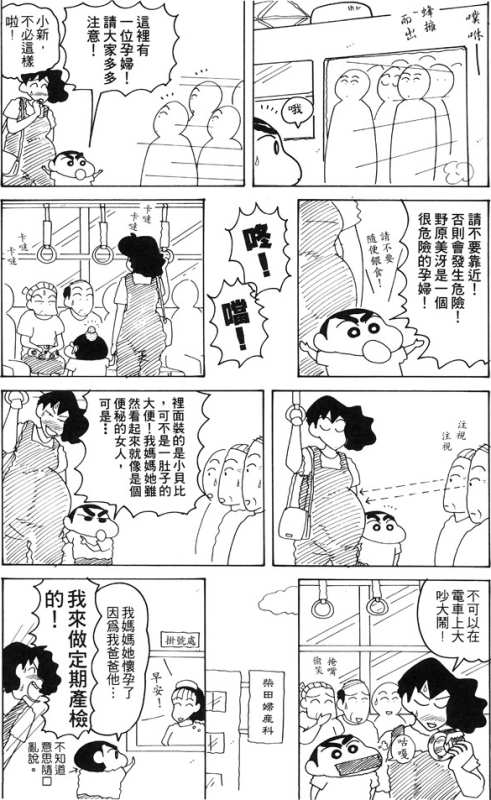 噗咻
蜂擁
而出
哦
這裡有
一位孕婦！
請大家多多
注意！
小新，
不必這樣
啦！
請不要靠近！
否則會發生危險！
野原美冴是一個
很危險的孕婦！
請不要
隨便餵食！
咚！
噹！
卡噠
卡噠
卡噠
注視
注視
裡面裝的是小貝比
，可不是一肚子的
大便！我媽媽她雖
然看起來就像是個
便秘的女人，
可是…
不可以在
電車上大
吵大鬧！
咕嘎
掩嘴
偷笑
柴田婦產科
掛號處
早安！
我媽媽她懷孕了
因為我爸爸他…
我來做定期產檢
的！
不知道
意思隨口
亂說。